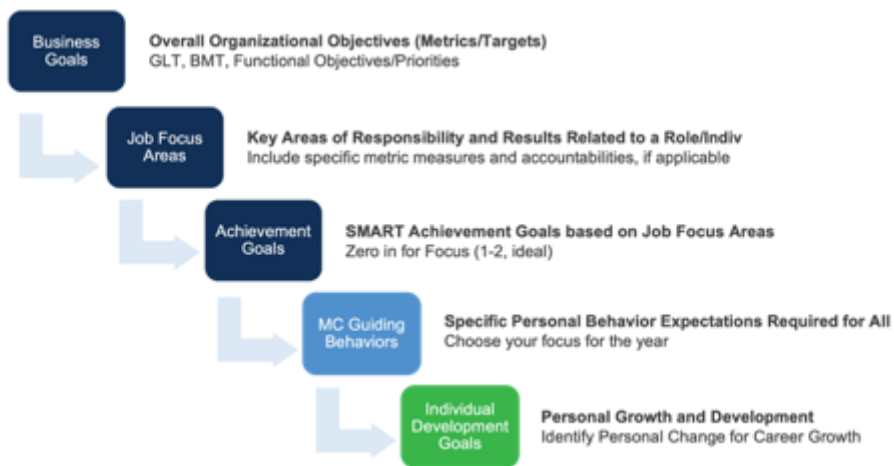 Business
Goals
Overall Organizational Objectives (Metrics/Targets)
GLT, BMT, Functional Objectives/Priorities
Job Focus
Areas
Key Areas of Responsibility and Results Related to a Role/Indiv
Include specific metric measures and accountabilities, if applicable
Achievement
Goals
SMART Achievement Goals based on Job Focus Areas
Zero in for Focus (1-2, ideal)
MC Guiding
Behaviors
Specific Personal Behavior Expectations Required for All
Choose your focus for the year
Individual
Development
Goals
Personal Growth and Development
Identify Personal Change for Career Growth